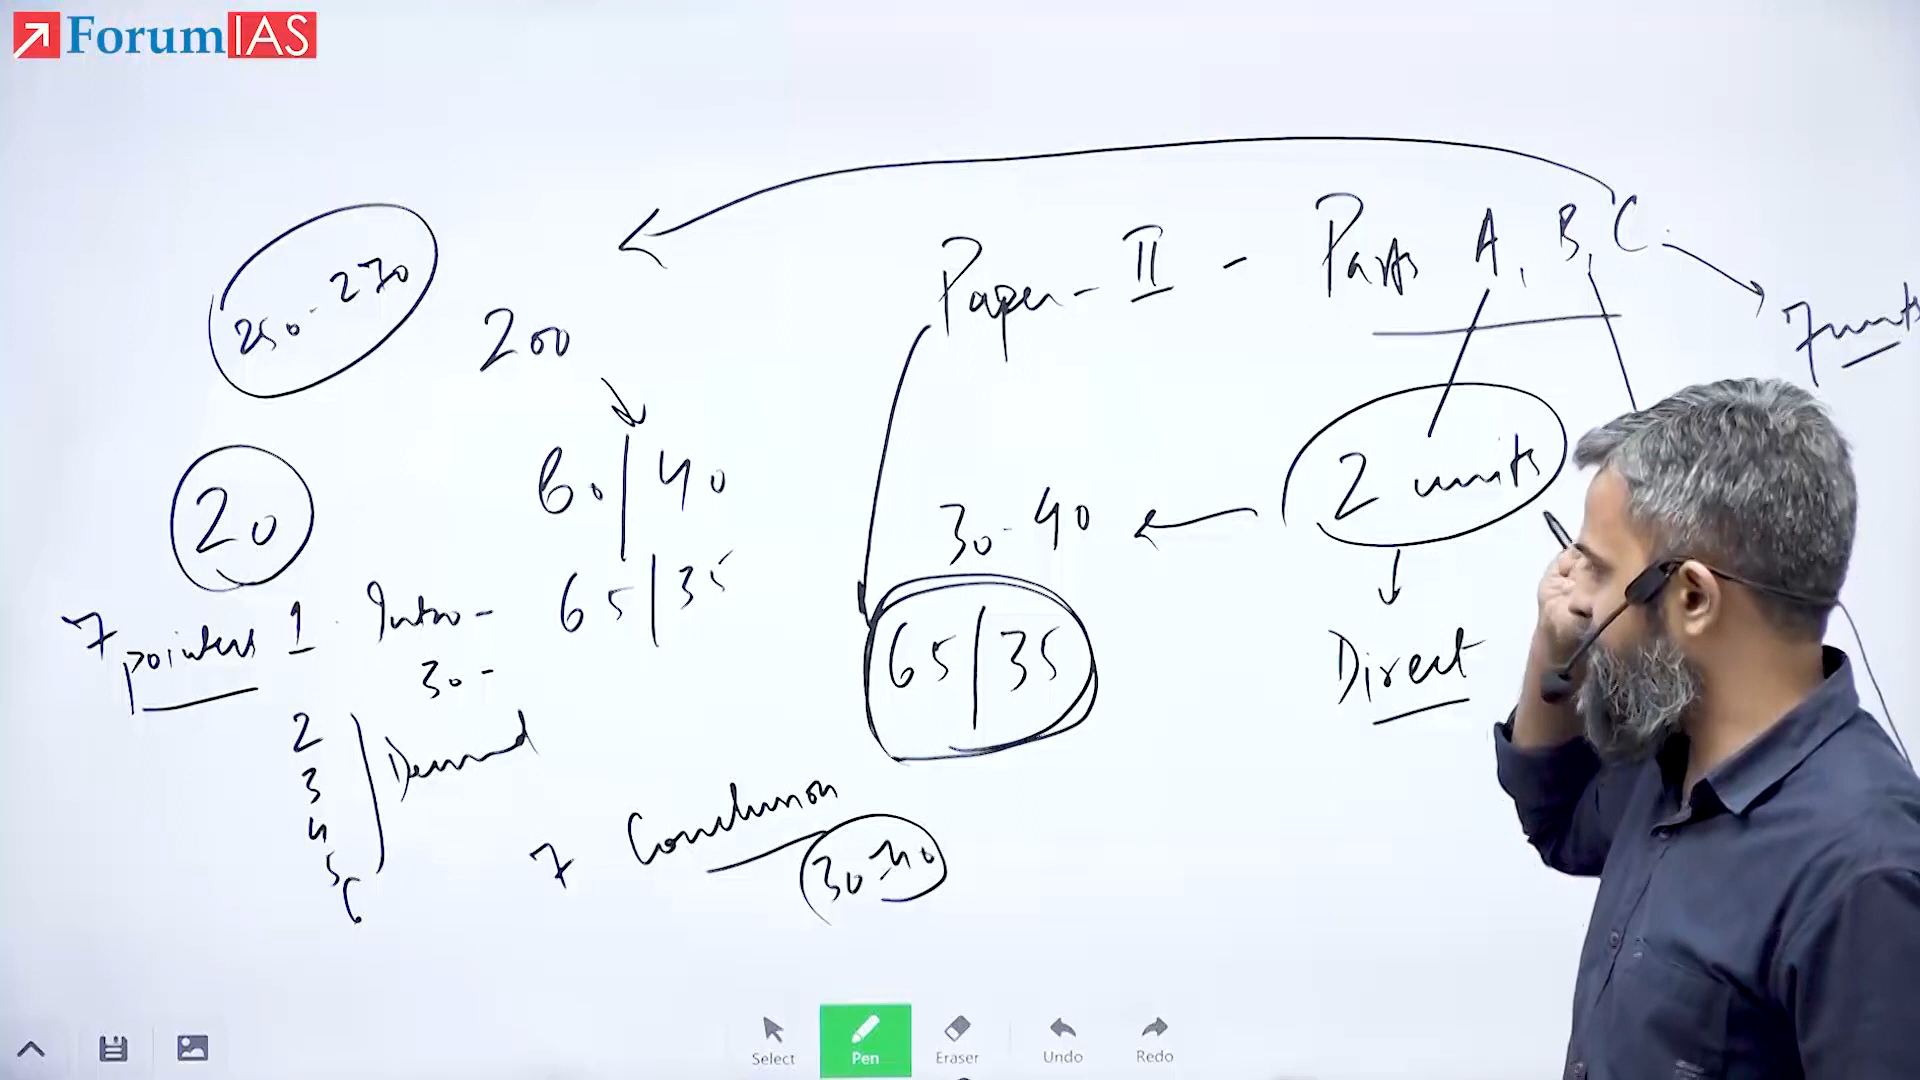 ForumIAS
Paper - II - Parts A, B, C.
7 units
250-270
200
60/40
65/35
20
7 pointers
1 Intro -
30-
2
3
4
5
6
Demand
7 Conclusion
30-40
2 units
30-40
65/35
Direct
Select
Pen
Eraser
Undo
Redo